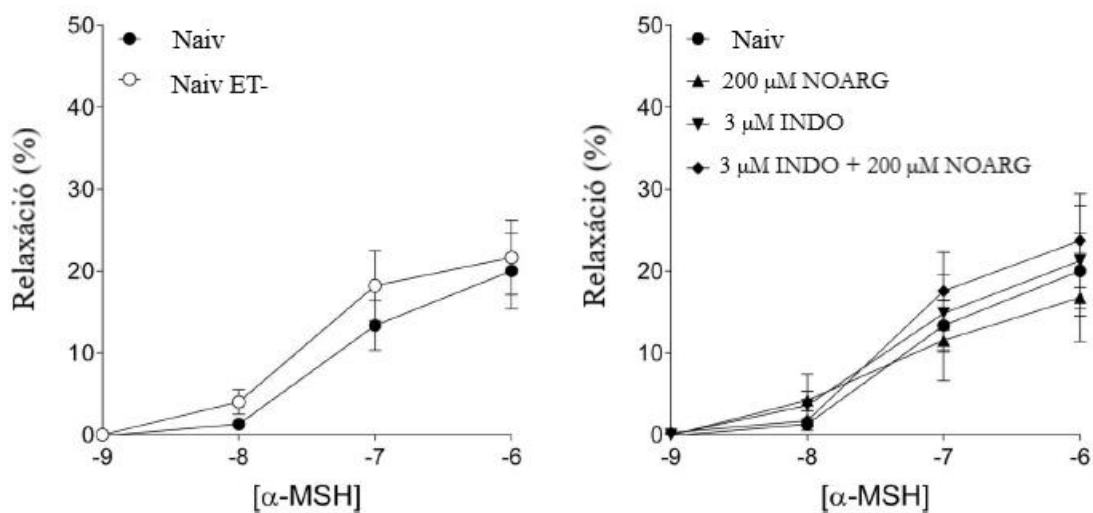 50
40
30
20
10
0
Relaxáció (%)
Naiv
Naiv ET-
-9 -8 -7 -6
[α-MSH]
50
40
30
20
10
0
Relaxáció (%)
Naiv
200 μM NOARG
3 μM INDO
3 μM INDO + 200 μM NOARG
-9 -8 -7 -6
[α-MSH]